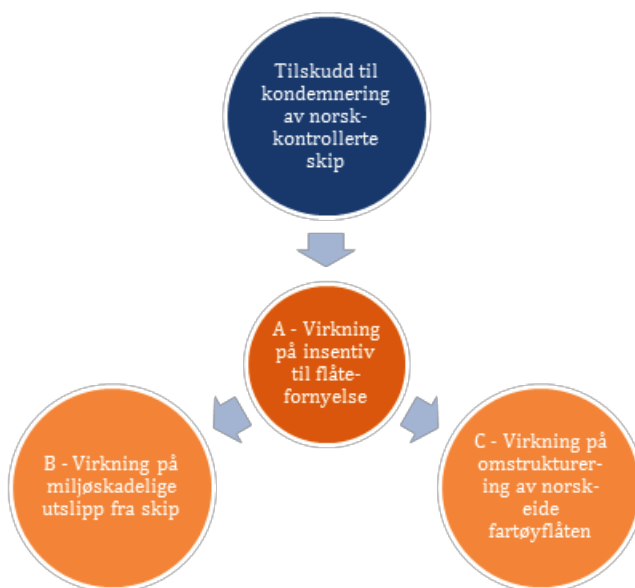 Tilskudd til
kondemnering
av norsk-
kontrollerte
skip
A - Virkning
på insentiv
til flåte-
fornyelse
B - Virkning på
miljøskadelige
utslipp fra skip
C - Virkning på
omstrukturer-
ing av norsk-
eide
fartøyflåten